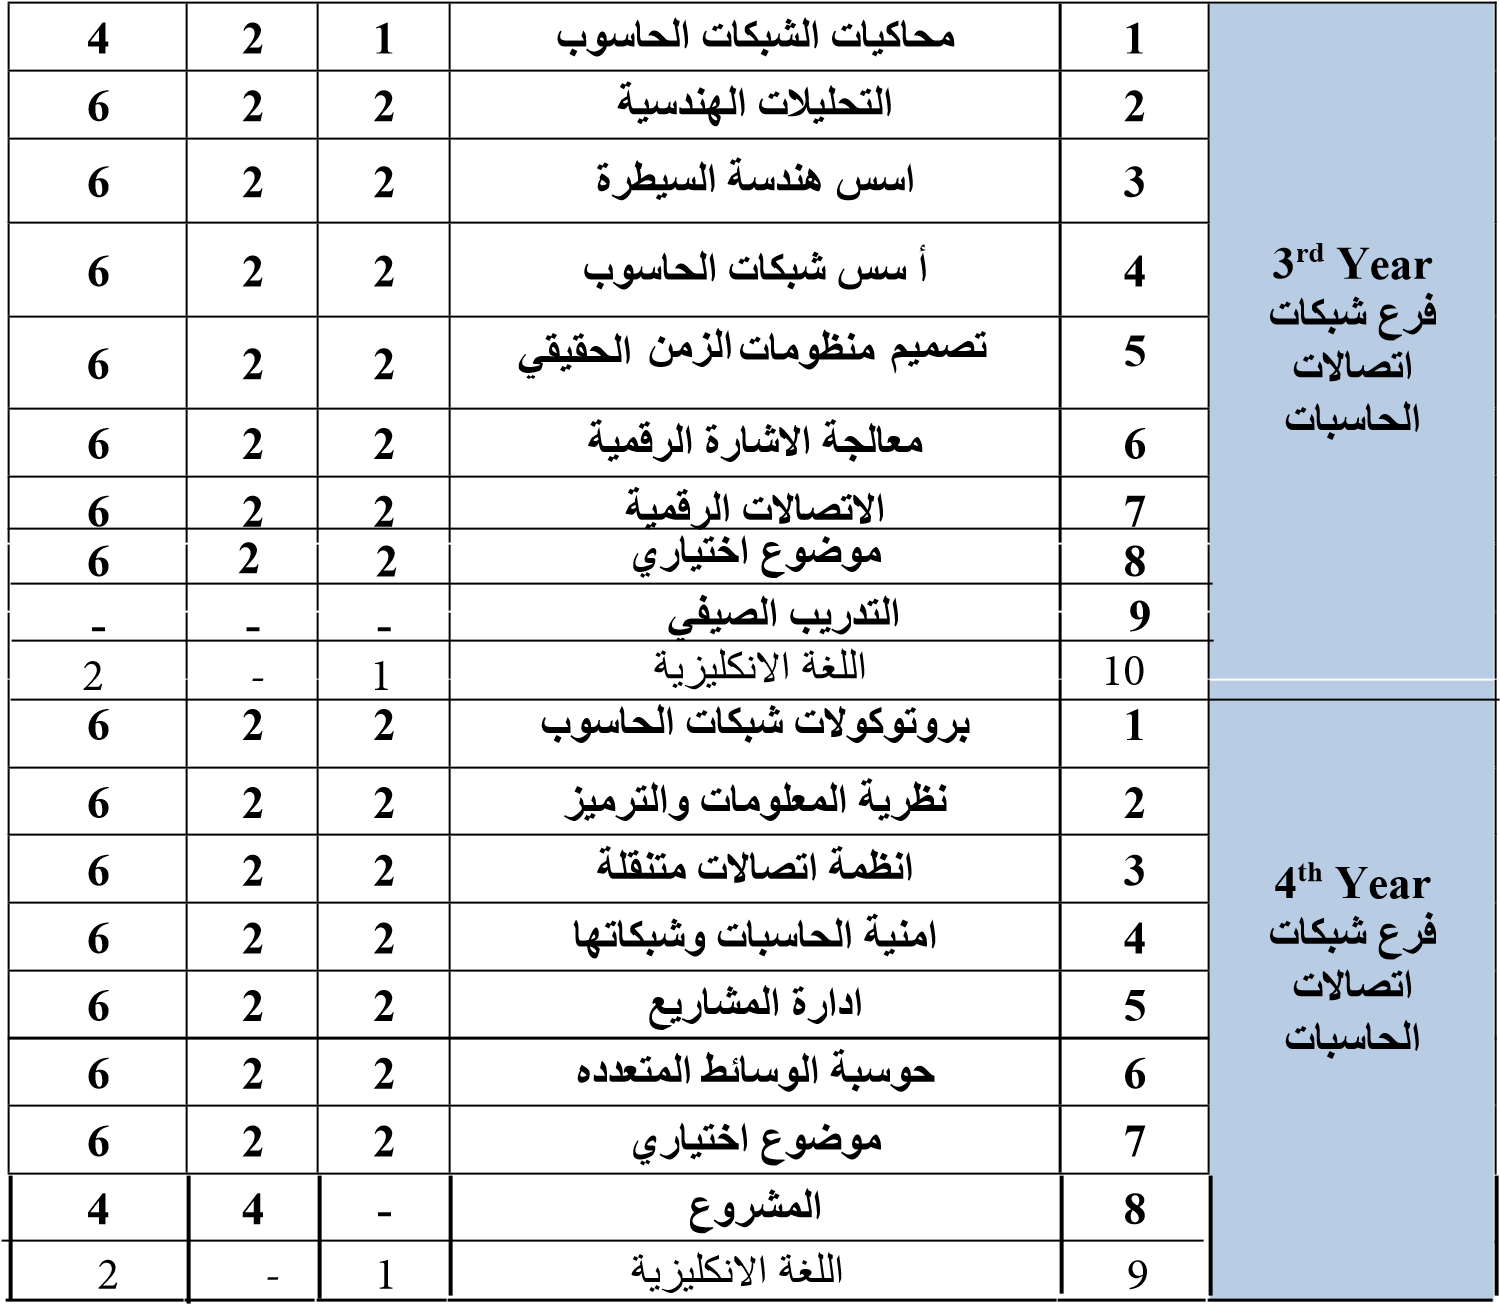 3rd Year
فرع شبكات
اتصالات
الحاسبات
1 محاكيات الشبكات الحاسوب 1 2 4
2 التحليلات الهندسية 2 2 6
3 اسس هندسة السيطرة 2 2 6
4 أ سس شبكات الحاسوب 2 2 6
5 تصميم منظومات الزمن الحقيقي 2 2 6
6 معالجة الاشارة الرقمية 2 2 6
7 الاتصالات الرقمية 2 2 6
8 موضوع اختياري 2 2 6
9 التدريب الصيفي - - -
10 اللغة الانكليزية 1 - 2
4th Year
فرع شبكات
اتصالات
الحاسبات
1 بروتوكولات شبكات الحاسوب 2 2 6
2 نظرية المعلومات والترميز 2 2 6
3 انظمة اتصالات متنقلة 2 2 6
4 امنية الحاسبات وشبكاتها 2 2 6
5 ادارة المشاريع 2 2 6
6 حوسبة الوسائط المتعدده 2 2 6
7 موضوع اختياري 2 2 6
8 المشروع - 4 4
9 اللغة الانكليزية 1 - 2